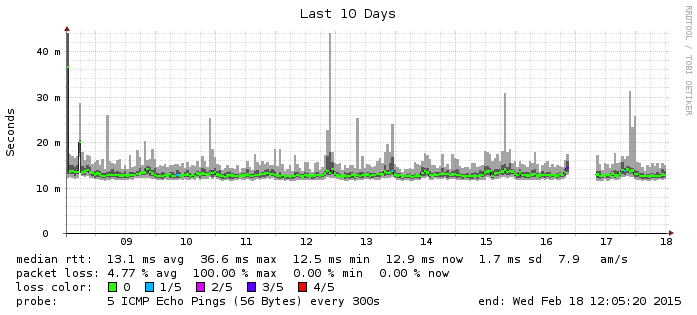 Last 10 Days
RRDTOOL / TOBI OETIKER
Seconds
40 m
30 m
20 m
10 m
0
09 10 11 12 13 14 15 16 17 18
median rtt: 13.1 ms avg 36.6 ms max 12.5 ms min 12.9 ms now 1.7 ms sd 7.9 am/s
packet loss: 4.77 % avg 100.00 % max 0.00 % min 0.00 % now
loss color: 0 1/5 2/5 3/5 4/5
probe: 5 ICMP Echo Pings (56 Bytes) every 300s end: Wed Feb 18 12:05:20 2015